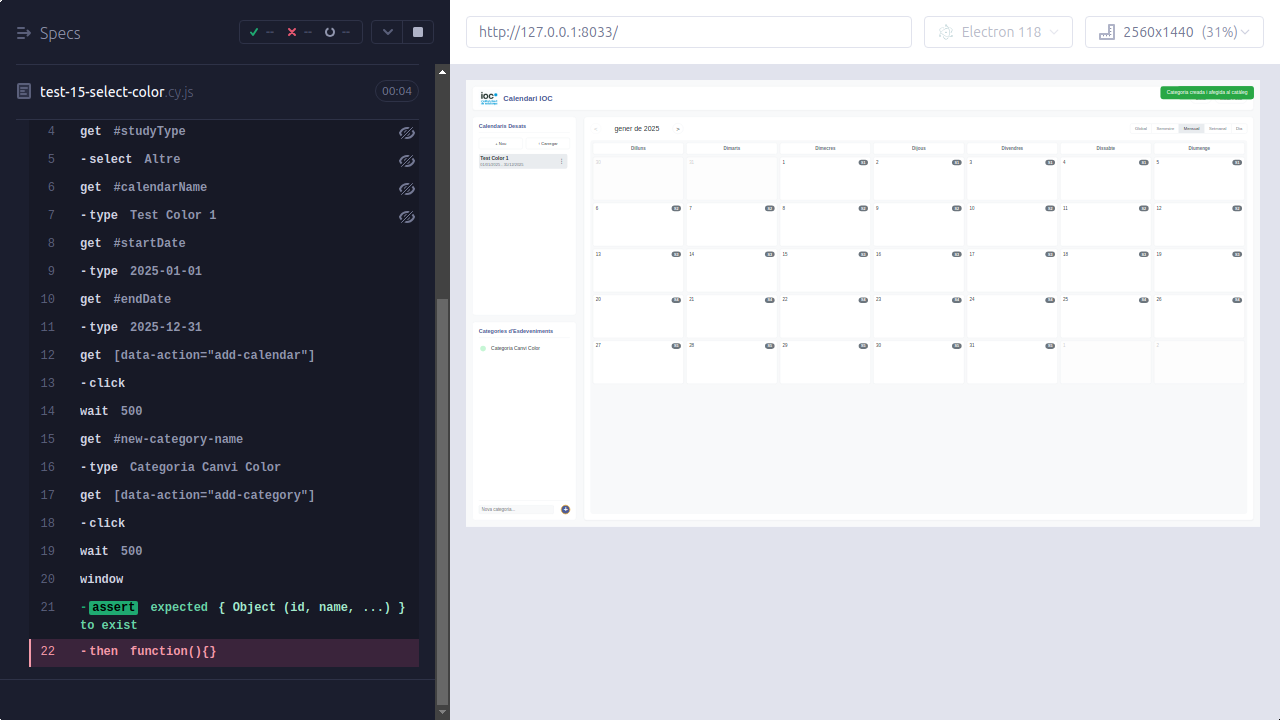 Specs
-- -- --
test-15-select-color.cy.js
00:04
4 get #studyType
5 -select Altre
6 get #calendarName
7 -type Test Color 1
8 get #startDate
9 -type 2025-01-01
10 get #endDate
11 -type 2025-12-31
12 get [data-action="add-calendar"]
13 -click
14 wait 500
15 get #new-category-name
16 -type Categoria Canvi Color
17 get [data-action="add-category"]
18 -click
19 wait 500
20 window
21 -assert expected { Object (id, name, ...) }
to exist
22 -then function(){}
http://127.0.0.1:8033/
Electron 118
2560x1440 (31%)
ioc
Calendari IOC
Categoria creada i afegida al catàleg
Calendaris Desats
+ Nou
Carregar
Test Color 1
Categories d'Esdeveniments
Categoria Canvi Color
Nova categoria...
+
< gener de 2025 >
Global Mensual Setmanal Dia
Dilluns Dimarts Dimecres Dijous Divendres Dissabte Diumenge
30 31 1 2 3 4 5
6 7 8 9 10 11 12
13 14 15 16 17 18 19
20 21 22 23 24 25 26
27 28 29 30 31 1 2